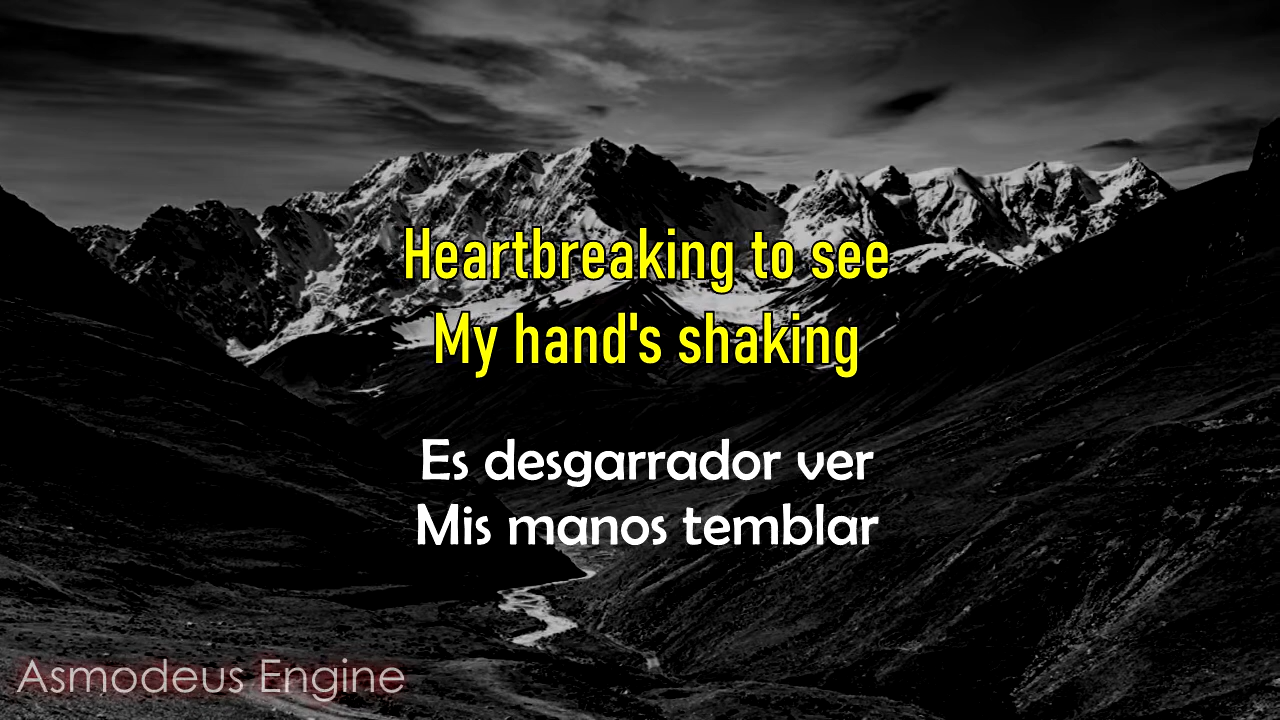 Heartbreaking to see
My hand's shaking
Es desgarrador ver
Mis manos temblar
Asmodeus Engine